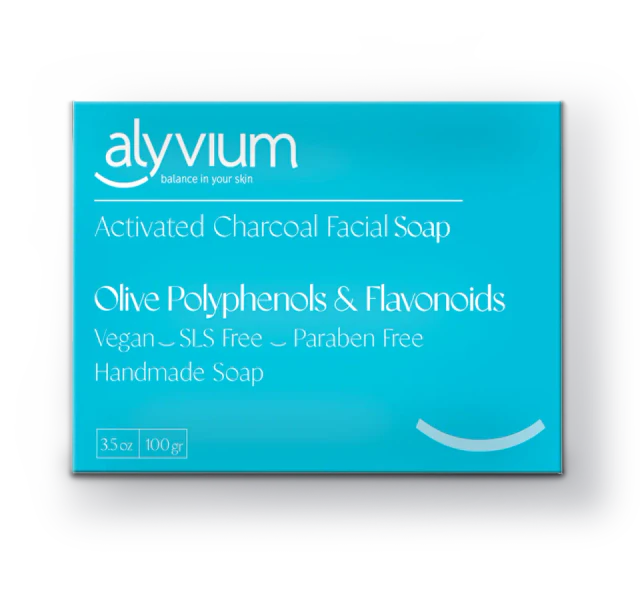 alyvium
balance in your skin
Activated Charcoal Facial Soap
Olive Polyphenols & Flavonoids
Vegan SLS Free Paraben Free
Handmade Soap
3.5 oz 100 gr